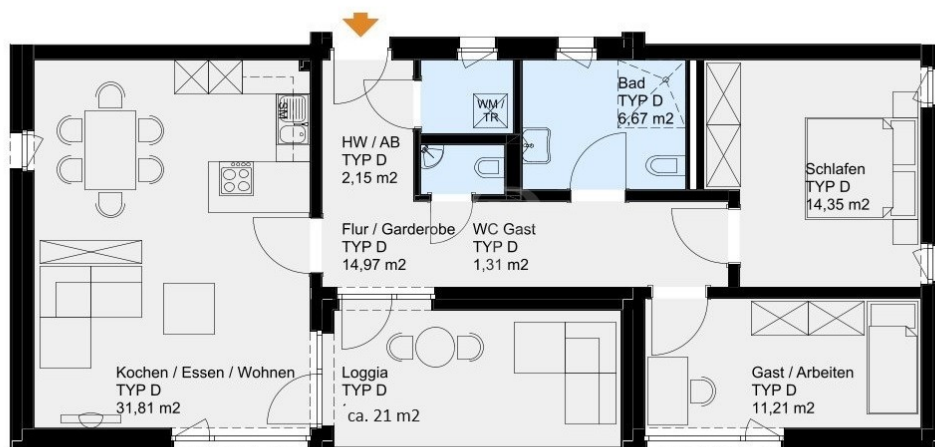 SM
WM
TR
Bad
TYP D
6,67 m2
HW / AB
TYP D
2,15 m2
Schlafen
TYP D
14,35 m2
Flur / Garderobe
TYP D
14,97 m2
WC Gast
TYP D
1,31 m2
Kochen / Essen / Wohnen
TYP D
31,81 m2
Loggia
TYP D
ca. 21 m2
Gast / Arbeiten
TYP D
11,21 m2